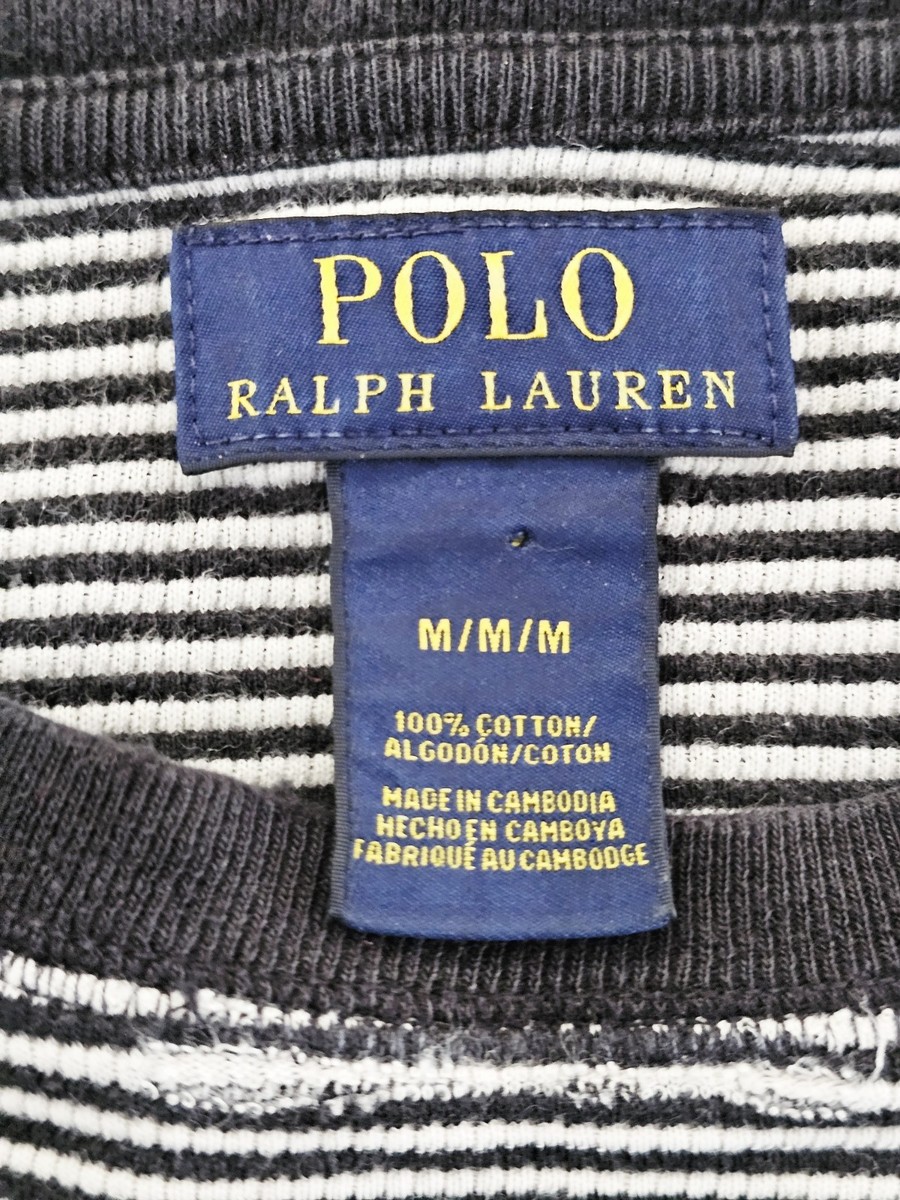 POLO
RALPH LAUREN
M/M/M
100% COTTON/
ALGODÓN/COTON
MADE IN CAMBODIA
HECHO EN CAMBOYA
FABRIQUÉ AU CAMBODGE